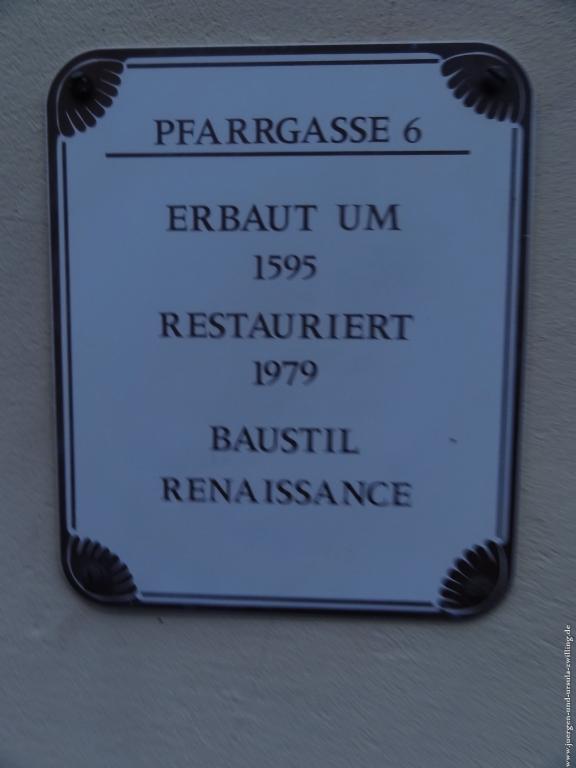 PFARRGASSE 6
ERBAUT UM
1595
RESTAURIERT
1979
BAUSTIL
RENAISSANCE
www.juergen-und-ursula-zwilling.de